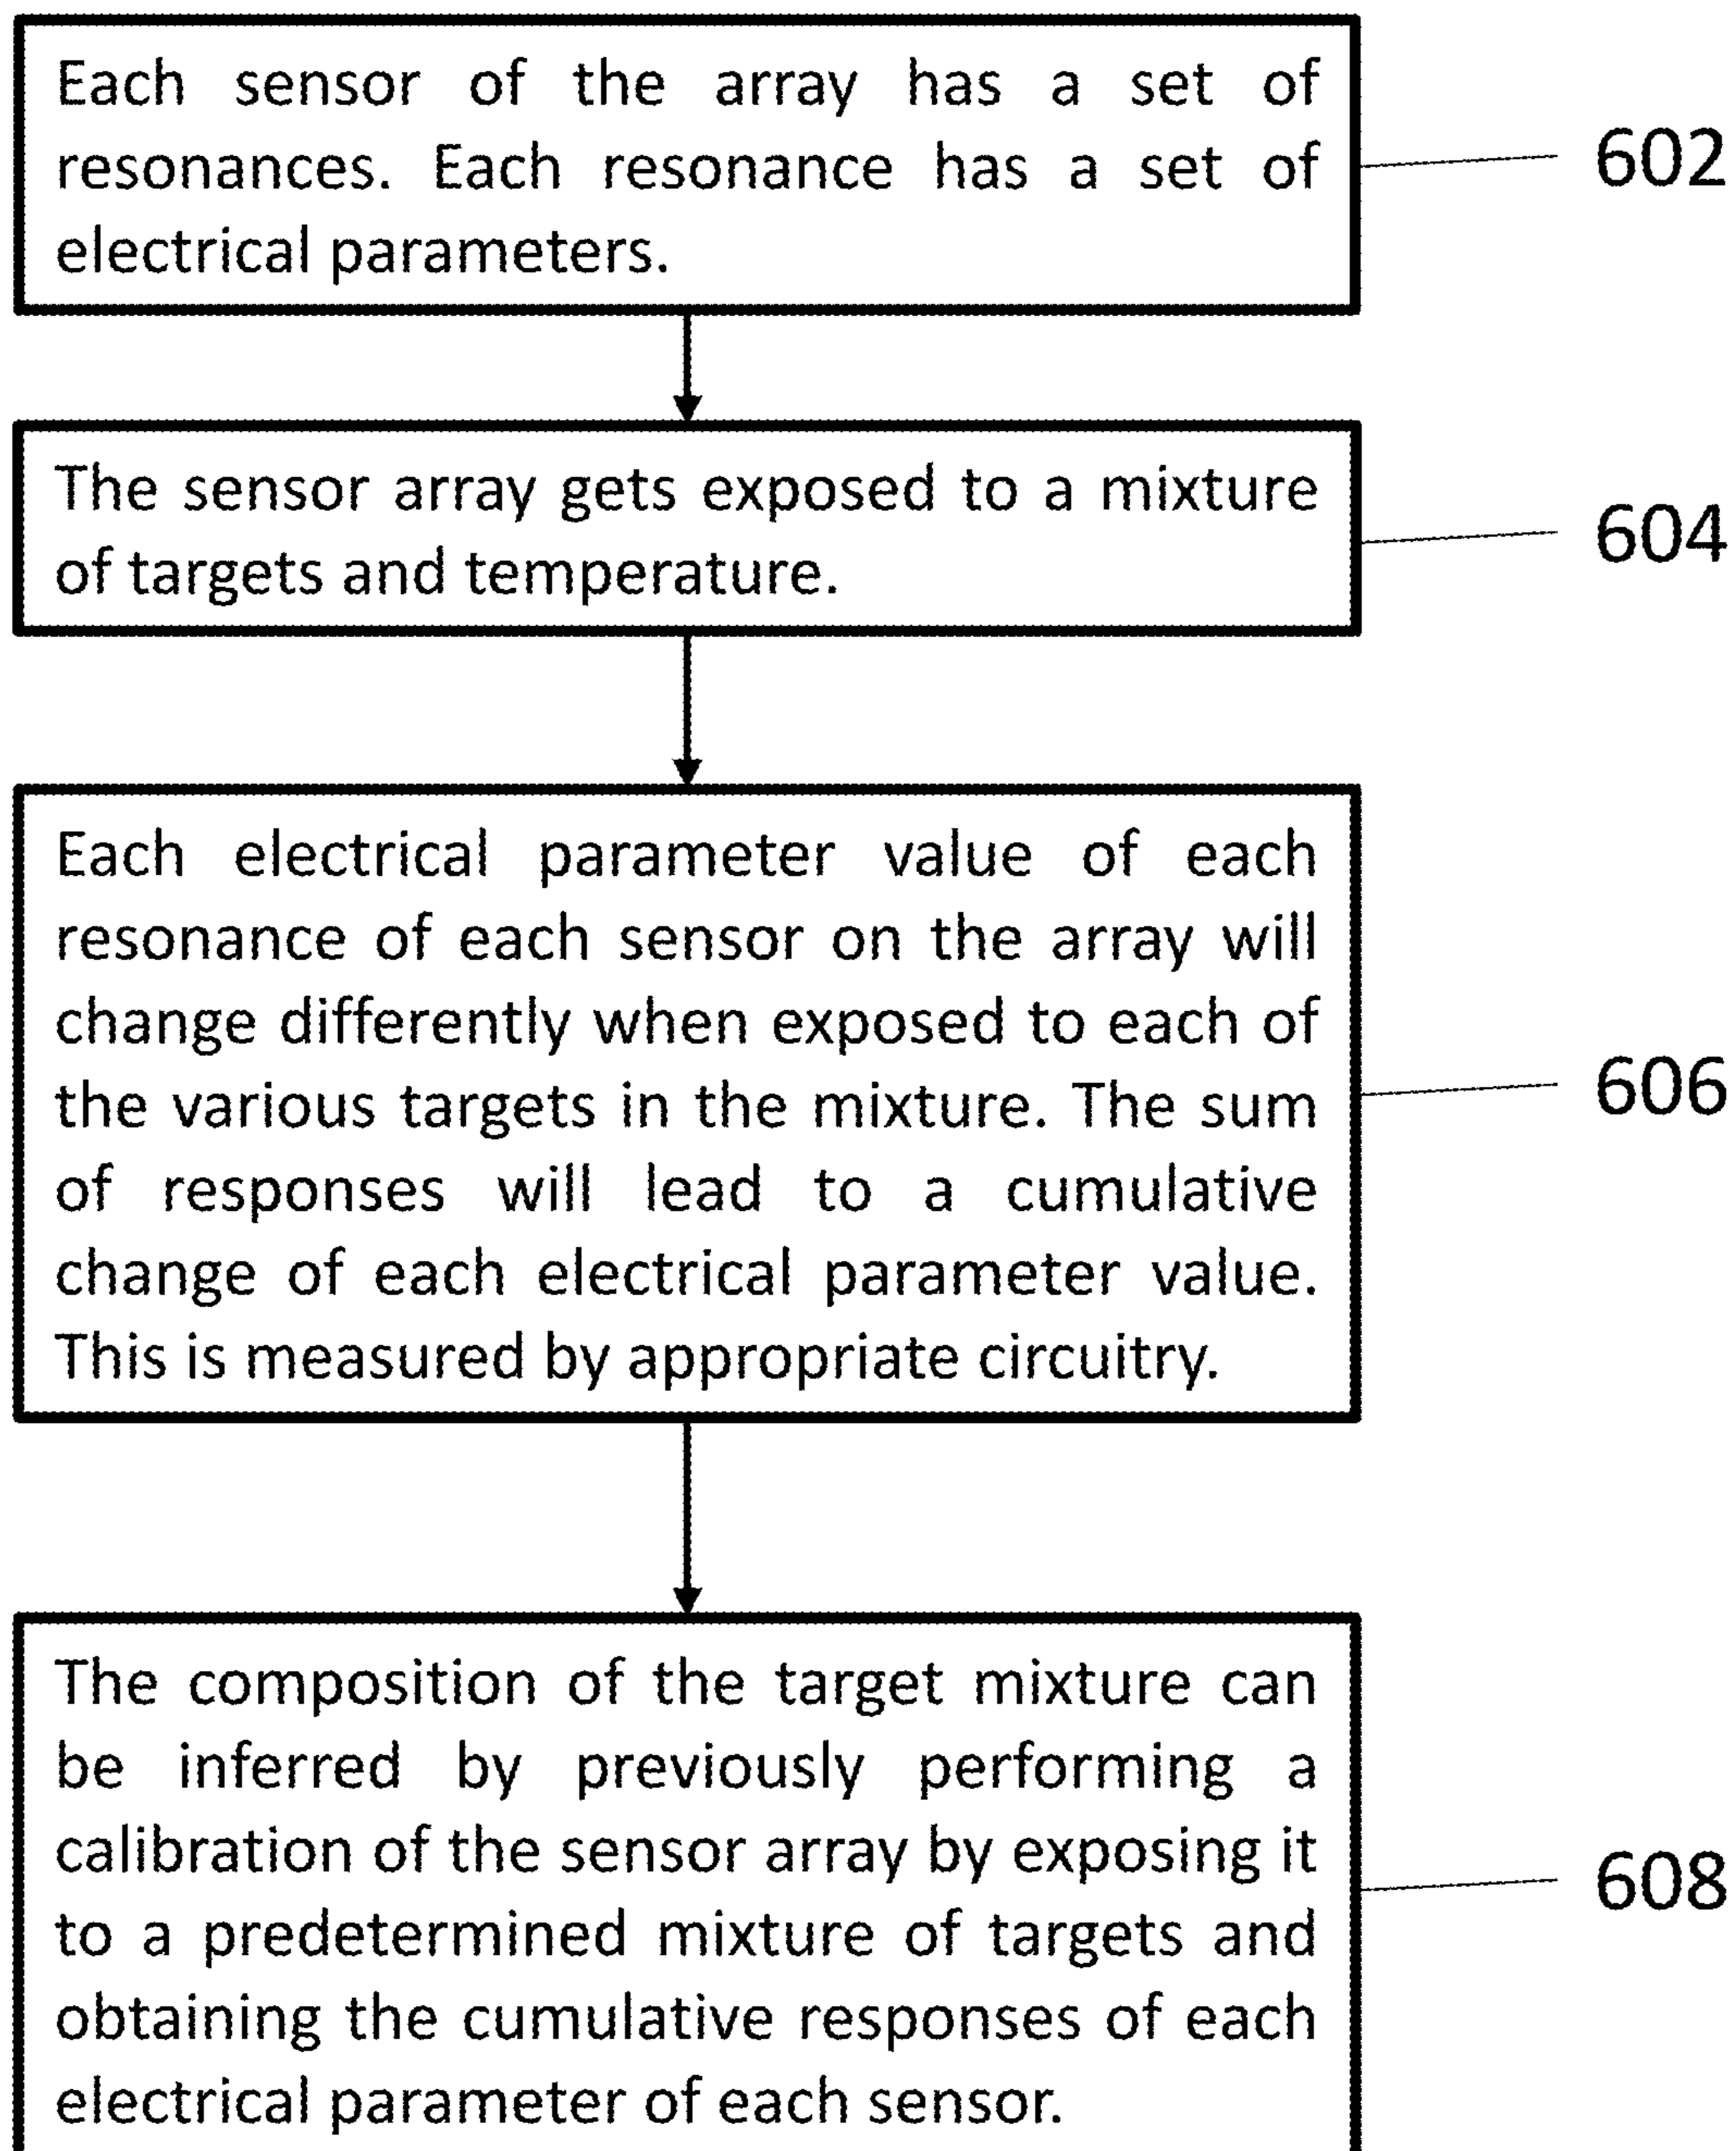 Each sensor of the array has a set of
resonances. Each resonance has a set of
electrical parameters.
602
The sensor array gets exposed to a mixture
of targets and temperature.
604
Each electrical parameter value of each
resonance of each sensor on the array will
change differently when exposed to each of
the various targets in the mixture. The sum
of responses will lead to a cumulative
change of each electrical parameter value.
This is measured by appropriate circuitry.
606
The composition of the target mixture can
be inferred by previously performing a
calibration of the sensor array by exposing it
to a predetermined mixture of targets and
obtaining the cumulative responses of each
electrical parameter of each sensor.
608